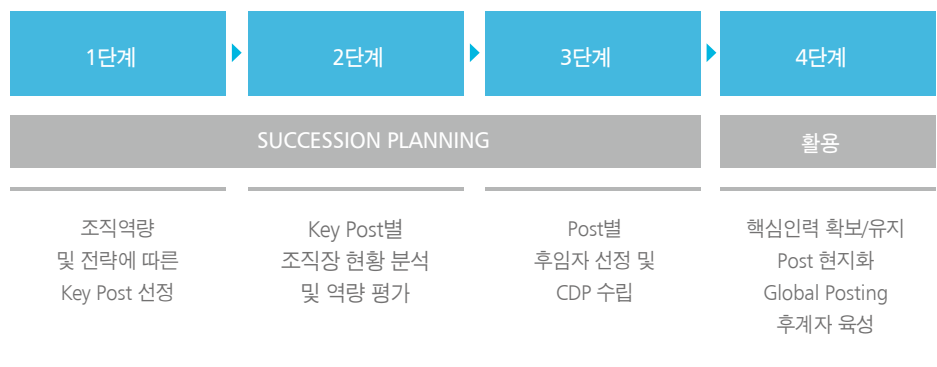 1단계
2단계
3단계
4단계
SUCCESSION PLANNING
활용
조직역량
및 전략에 따른
Key Post 선정
Key Post별
조직장 현황 분석
및 역량 평가
Post별
후임자 선정 및
CDP 수립
핵심인력 확보/유지
Post 현지화
Global Posting
후계자 육성